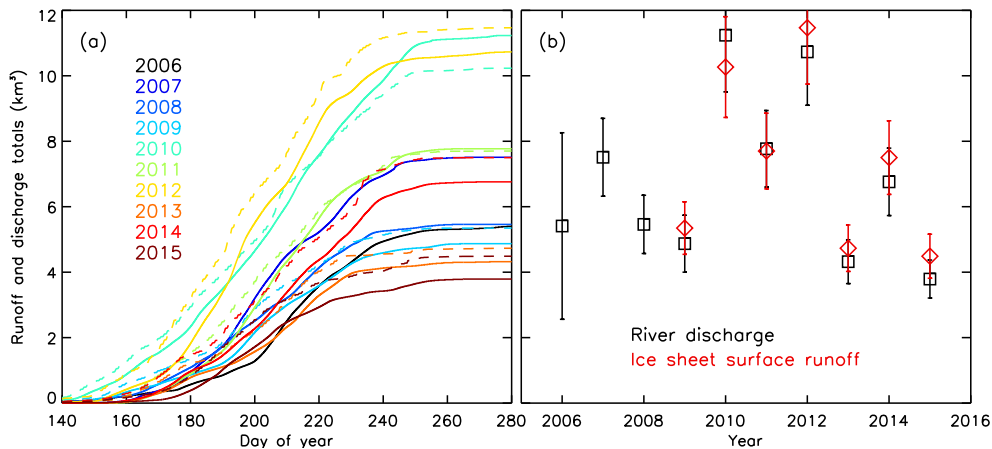 (a)
2006
2007
2008
2009
2010
2011
2012
2013
2014
2015
Runoff and discharge totals (km³)
12
10
8
6
4
2
0
140 160 180 200 220 240 260 280
Day of year
(b)
River discharge
Ice sheet surface runoff
2006 2008 2010 2012 2014 2016
Year